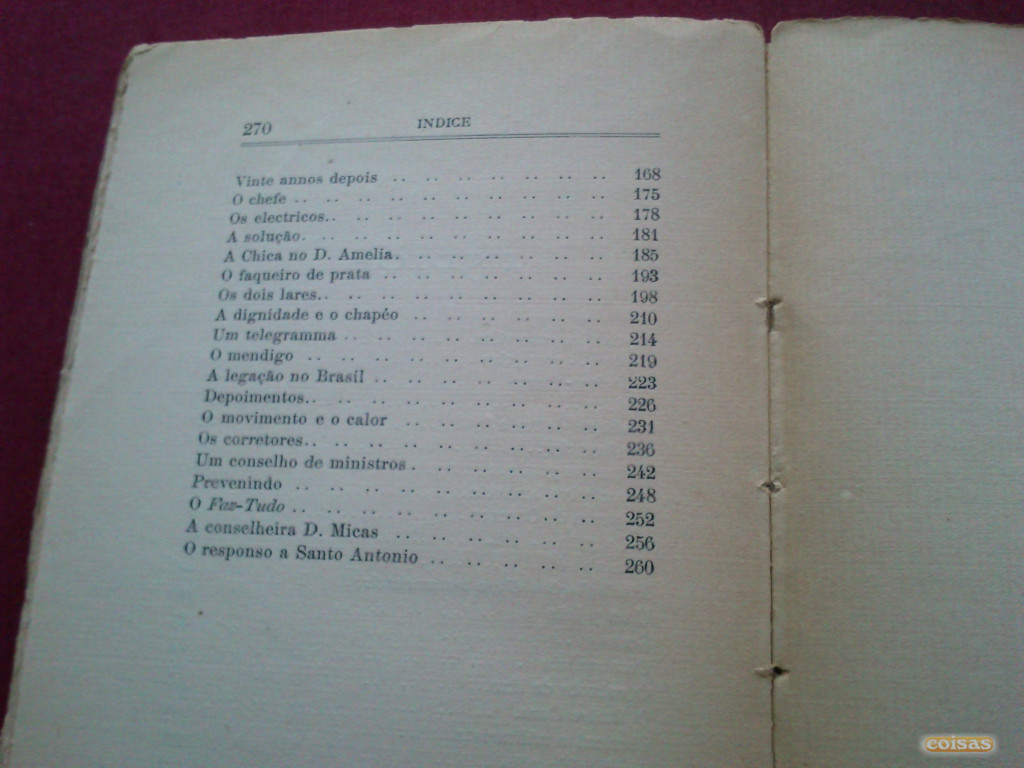 270 INDICE
Vinte annos depois .. .. .. .. .. .. .. 168
O chefe .. .. .. .. .. .. .. .. .. .. 175
Os electricos.. .. .. .. .. .. .. .. .. 178
A solução. .. .. .. .. .. .. .. .. .. 181
A Chica no D. Amelia. .. .. .. .. .. .. 185
O faqueiro de prata .. .. .. .. .. .. .. 193
Os dois lares.. .. .. .. .. .. .. .. .. 198
A dignidade e o chapéo .. .. .. .. .. .. 210
Um telegramma .. .. .. .. .. .. .. .. 214
O mendigo .. .. .. .. .. .. .. .. .. 219
A legação no Brasil .. .. .. .. .. .. .. 223
Depoimentos.. .. .. .. .. .. .. .. .. 226
O movimento e o calor .. .. .. .. .. .. 231
Os corretores.. .. .. .. .. .. .. .. .. 236
Um conselho de ministros . .. .. .. .. .. 242
Prevenindo .. .. .. .. .. .. .. .. .. 248
O Faz-Tudo .. .. .. .. .. .. .. .. .. 252
A conselheira D. Micas .. .. .. .. .. .. 256
O responso a Santo Antonio .. .. .. .. .. 260
coisas